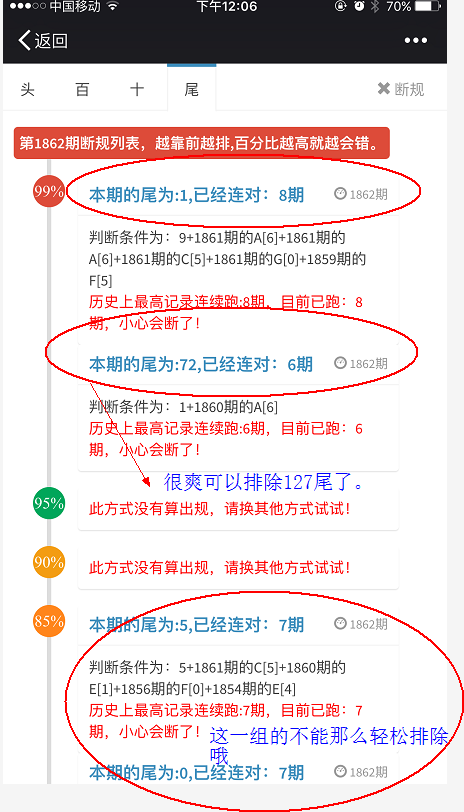 中国移动 下午12:06 70%
返回
头 百 十 尾 断规
第1862期断规列表，越靠前越排,百分比越高就越会错。
99%
本期的尾为:1,已经连对：8期 1862期
判断条件为：9+1861期的A[6]+1861期的
A[6]+1861期的C[5]+1861期的G[0]+1859期的
F[5]
历史上最高记录连续跑:8期，目前已跑：8
期，小心会断了！
本期的尾为:72,已经连对：6期 1862期
判断条件为：1+1860期的A[6]
历史上最高记录连续跑:6期，目前已跑：6
期，小心会断了！
很爽可以排除127尾了。
95%
此方式没有算出规，请换其他方式试试！
90%
此方式没有算出规，请换其他方式试试！
85%
本期的尾为:5,已经连对：7期 1862期
判断条件为：5+1861期的C[5]+1860期的
E[1]+1856期的F[0]+1854期的E[4]
历史上最高记录连续跑:7期，目前已跑：7
期，小心会断了！
这一组的不能那么轻松排除
哦
本期的尾为:0,已经连对：7期 1862期